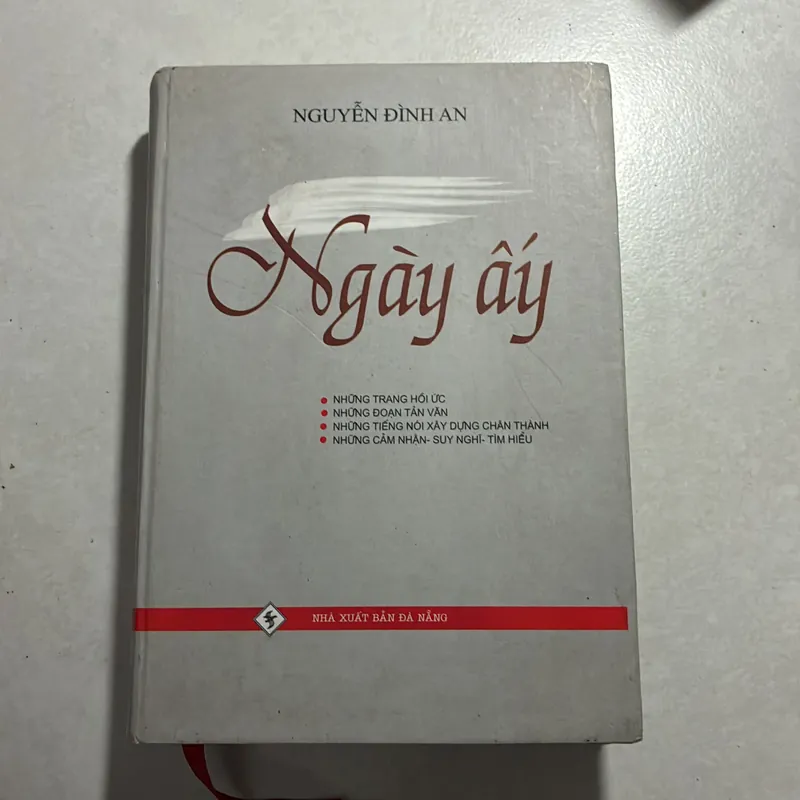 NGUYỄN ĐÌNH AN
Ngày ấy
NHỮNG TRANG HỒI ỨC
NHỮNG ĐOẠN TẢN VĂN
NHỮNG TIẾNG NÓI XÂY DỰNG CHÂN THÀNH
NHỮNG CẢM NHẬN- SUY NGHĨ- TÌM HIỂU
NHÀ XUẤT BẢN ĐÀ NẴNG